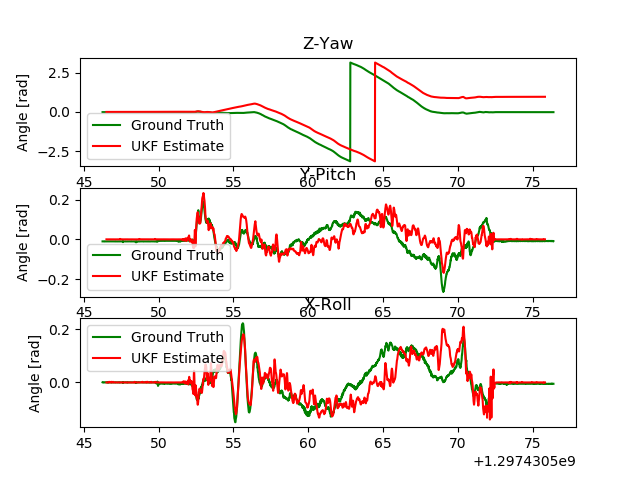 Z-Yaw
Angle [rad]
2.5
0.0
−2.5
Ground Truth
UKF Estimate
45 50 55 60 65 70 75
Y-Pitch
Angle [rad]
0.2
0.0
−0.2
Ground Truth
UKF Estimate
45 50 55 60 65 70 75
X-Roll
Angle [rad]
0.2
0.0
Ground Truth
UKF Estimate
45 50 55 60 65 70 75
+1.2974305e9